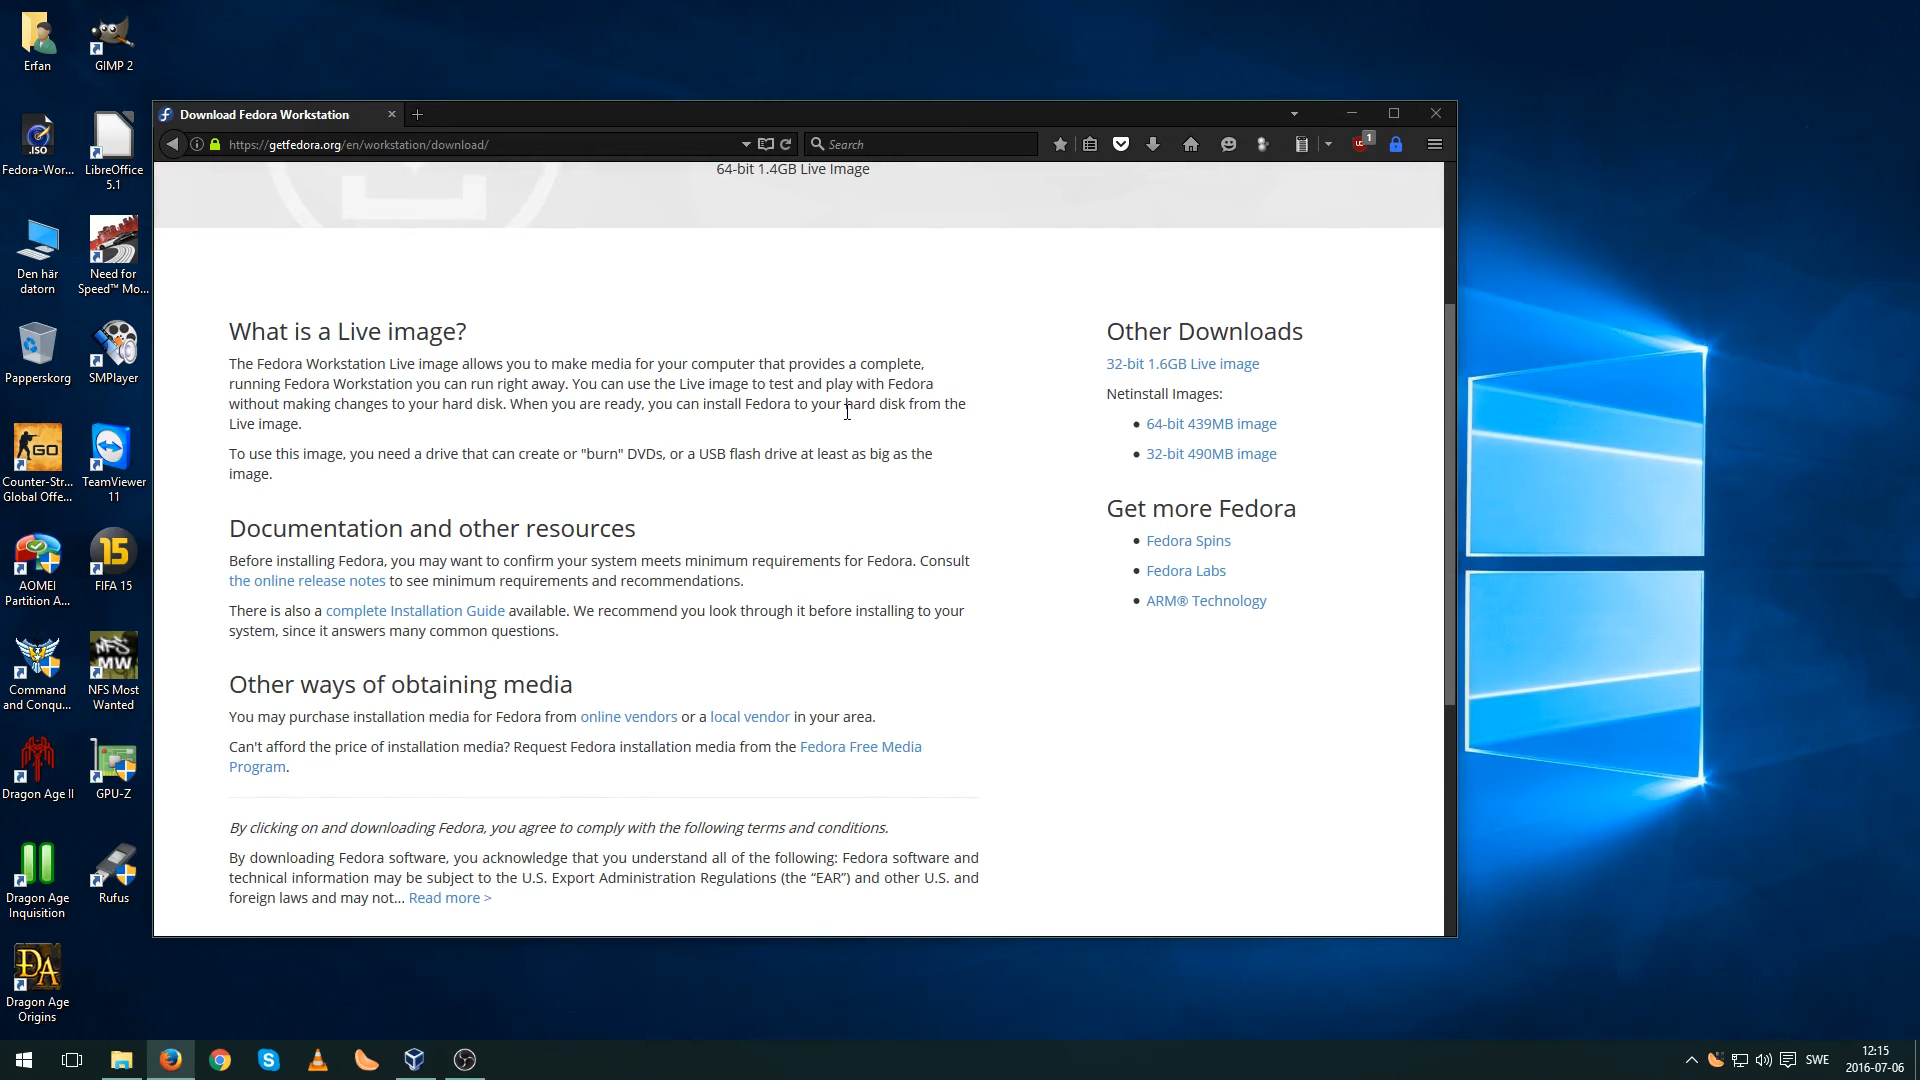 Erfan
GIMP 2
Fedora-Wor...
LibreOffice
5.1
Den här
datorn
Need for
Speed™ Mo...
Papperskorg
SMPlayer
Counter-Str...
Global Offe...
TeamViewer
11
AOMEI
Partition A...
FIFA 15
Command
and Conqu...
NFS Most
Wanted
Dragon Age II
GPU-Z
Dragon Age
Inquisition
Rufus
Dragon Age
Origins
.ISO
GO
15
NFS
MW
DA
Download Fedora Workstation
https://getfedora.org/en/workstation/download/
Search
1
64-bit 1.4GB Live Image
What is a Live image?
The Fedora Workstation Live image allows you to make media for your computer that provides a complete,
running Fedora Workstation you can run right away. You can use the Live image to test and play with Fedora
without making changes to your hard disk. When you are ready, you can install Fedora to your hard disk from the
Live image.
To use this image, you need a drive that can create or "burn" DVDs, or a USB flash drive at least as big as the
image.
Documentation and other resources
Before installing Fedora, you may want to confirm your system meets minimum requirements for Fedora. Consult
the online release notes to see minimum requirements and recommendations.
There is also a complete Installation Guide available. We recommend you look through it before installing to your
system, since it answers many common questions.
Other ways of obtaining media
You may purchase installation media for Fedora from online vendors or a local vendor in your area.
Can't afford the price of installation media? Request Fedora installation media from the Fedora Free Media
Program.
By clicking on and downloading Fedora, you agree to comply with the following terms and conditions.
By downloading Fedora software, you acknowledge that you understand all of the following: Fedora software and
technical information may be subject to the U.S. Export Administration Regulations (the “EAR”) and other U.S. and
foreign laws and may not... Read more >
Other Downloads
32-bit 1.6GB Live image
Netinstall Images:
64-bit 439MB image
32-bit 490MB image
Get more Fedora
Fedora Spins
Fedora Labs
ARM® Technology
SWE
12:15
2016-07-06